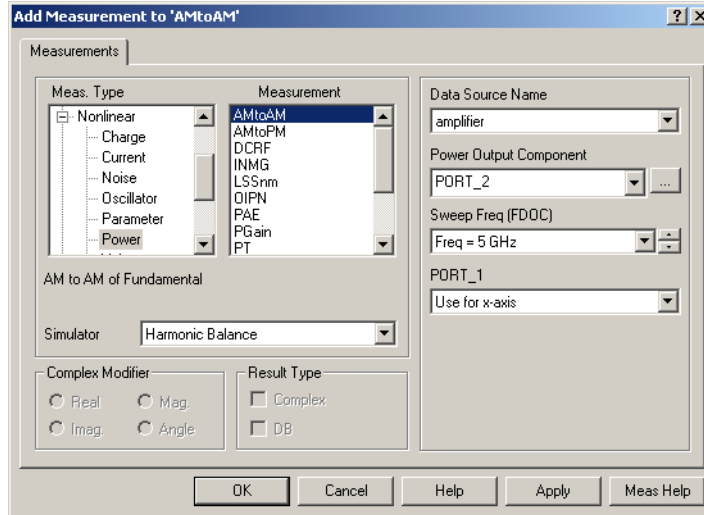 Add Measurement to 'AMtoAM'
Measurements
Meas. Type
Nonlinear
Charge
Current
Noise
Oscillator
Parameter
Power
Measurement
AMtoAM
AMtoPM
DCRF
INMG
LSSnm
OIPN
PAE
PGain
PT
AM to AM of Fundamental
Simulator
Harmonic Balance
Complex Modifier
Real
Mag.
Imag.
Angle
Result Type
Complex
DB
Data Source Name
amplifier
Power Output Component
PORT_2
...
Sweep Freq (FDOC)
Freq = 5 GHz
PORT_1
Use for x-axis
OK
Cancel
Help
Apply
Meas Help